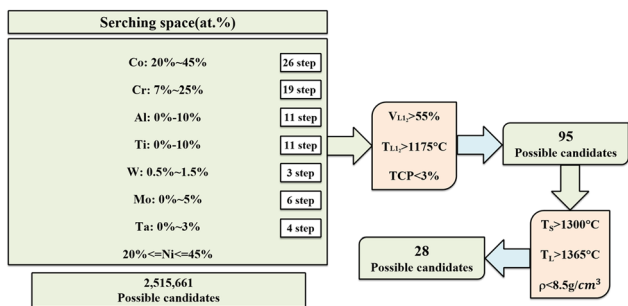 Serching space(at.%)
Co: 20%~45% 26 step
Cr: 7%~25% 19 step
Al: 0%-10% 11 step
Ti: 0%-10% 11 step
W: 0.5%~1.5% 3 step
Mo: 0%~5% 6 step
Ta: 0%~3% 4 step
20%<=Ni<=45%
2,515,661
Possible candidates
V_L1₂>55%
T_L1₂>1175°C
TCP<3%
95
Possible candidates
T_S>1300°C
T_L>1365°C
ρ<8.5g/cm³
28
Possible candidates